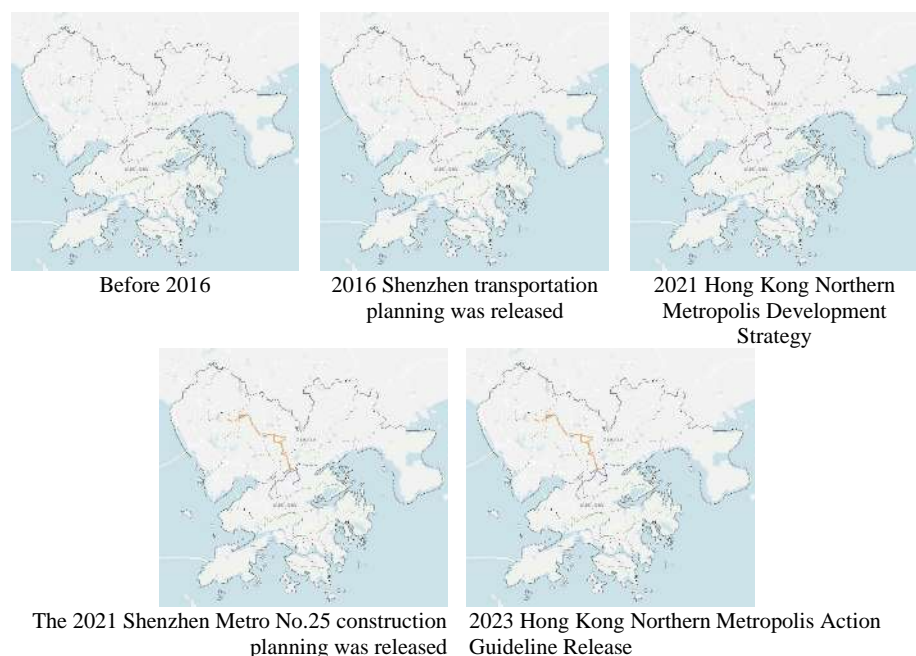 Before 2016
2016 Shenzhen transportation
planning was released
2021 Hong Kong Northern
Metropolis Development
Strategy
The 2021 Shenzhen Metro No.25 construction
planning was released
2023 Hong Kong Northern Metropolis Action
Guideline Release